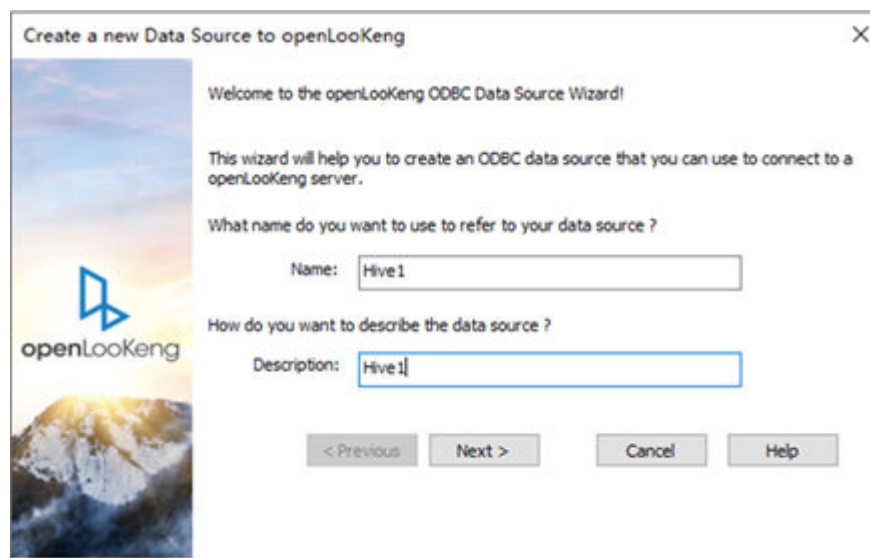 Create a new Data Source to openLooKeng
Welcome to the openLooKeng ODBC Data Source Wizard!
This wizard will help you to create an ODBC data source that you can use to connect to a
openLooKeng server.
What name do you want to use to refer to your data source ?
Name: Hive1
openLooKeng
How do you want to describe the data source ?
Description: Hive1
< Previous Next > Cancel Help